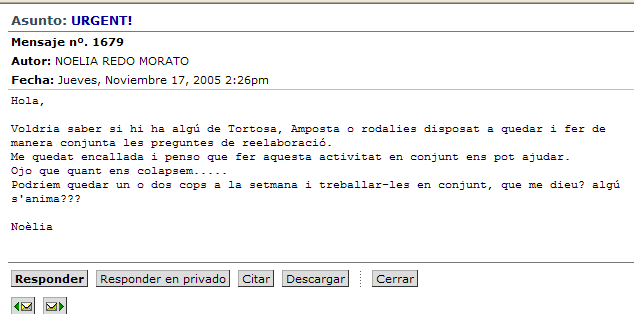 Asunto: URGENT!
Mensaje nº. 1679
Autor: NOELIA REDO MORATO
Fecha: Jueves, Noviembre 17, 2005 2:26pm
Hola,
Voldria saber si hi ha algú de Tortosa, Amposta o rodalies disposat a quedar i fer de
manera conjunta les preguntes de reelaboració.
Me quedat encallada i penso que fer aquesta activitat en conjunt ens pot ajudar.
Ojo que quant ens colapsem.....
Podriem quedar un o dos cops a la setmana i treballar-les en conjunt, que me dieu? algú
s'anima???
Noèlia
Responder Responder en privado Citar Descargar Cerrar